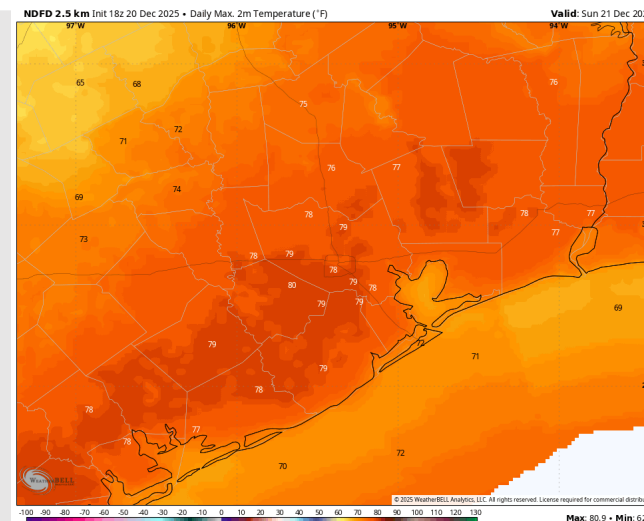 NDFD 2.5 km Init 18z 20 Dec 2025 • Daily Max. 2m Temperature (°F)
Valid: Sun 21 Dec 20
97°W 96°W 95°W 94°W
65 68 76
75
72
71
76 77
74
69
78 78 77
79 77
73
78 79
78
80 79 78
79 79
69
79 72
71
79
78
78
77
78
72
70
WeatherBELL
© 2025 WeatherBELL Analytics, LLC. All rights reserved. License required for commercial distrib
-100 -90 -80 -70 -60 -50 -40 -30 -20 -10 0 10 20 30 40 50 60 70 80 90 100 110 120 130
Max: 80.9 • Min: 6